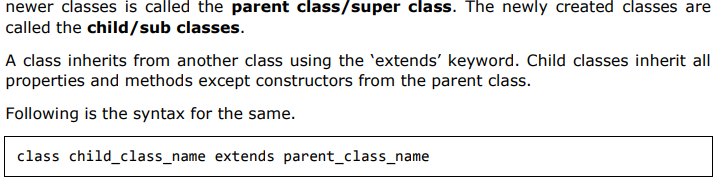 newer classes is called the parent class/super class. The newly created classes are
called the child/sub classes.
A class inherits from another class using the ‘extends’ keyword. Child classes inherit all
properties and methods except constructors from the parent class.
Following is the syntax for the same.
class child_class_name extends parent_class_name